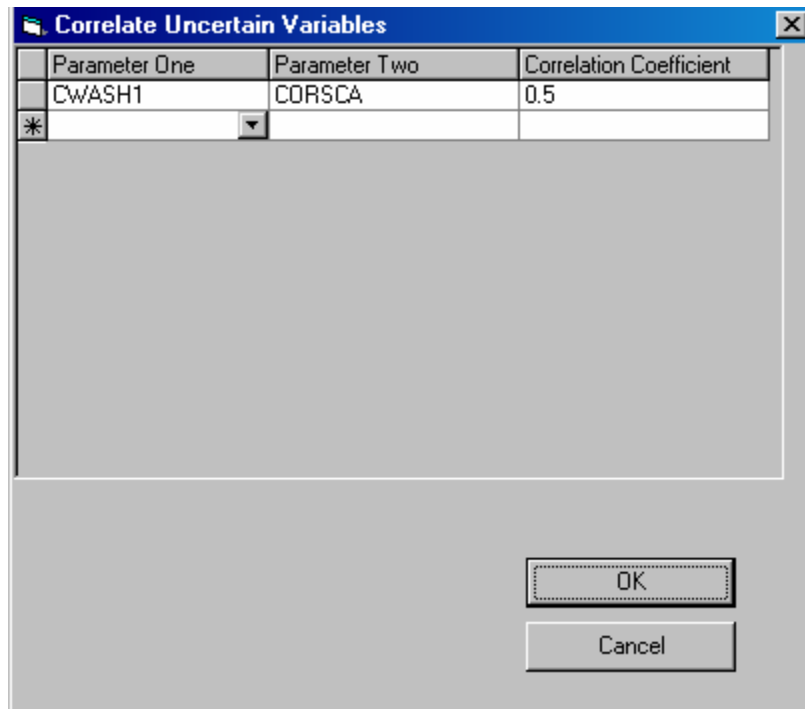 Correlate Uncertain Variables
Parameter One Parameter Two Correlation Coefficient
CWASH1 CORSCA 0.5
OK
Cancel